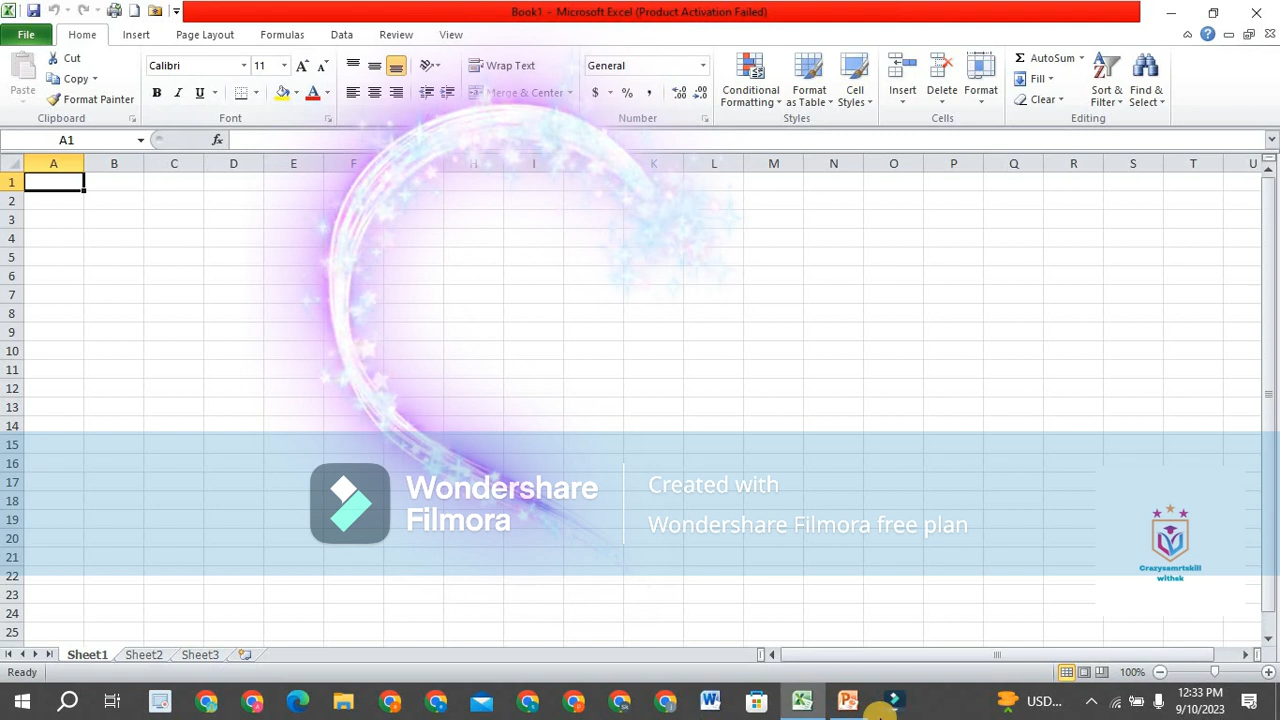 Book1 - Microsoft Excel (Product Activation Failed)
File Home Insert Page Layout Formulas Data Review View
Paste
Cut
Copy
Format Painter
Clipboard
Calibri 11
B I U A
Font
Wrap Text
Merge & Center
General
$ % ,
Number
Conditional Formatting
Format as Table
Cell Styles
Styles
Insert Delete Format
Cells
Σ AutoSum
Fill
Clear
Sort & Filter
Find & Select
Editing
A1 fx
A B C D E F G H I J K L M N O P Q R S T U
1
2
3
4
5
6
7
8
9
10
11
12
13
14
15
16
17
18
19
20
21
22
23
24
25
Wondershare
Filmora
Created with
Wondershare Filmora free plan
Crazysamrtskill
withsk
Sheet1 Sheet2 Sheet3
Ready 100%
USD...
12:33 PM
9/10/2023